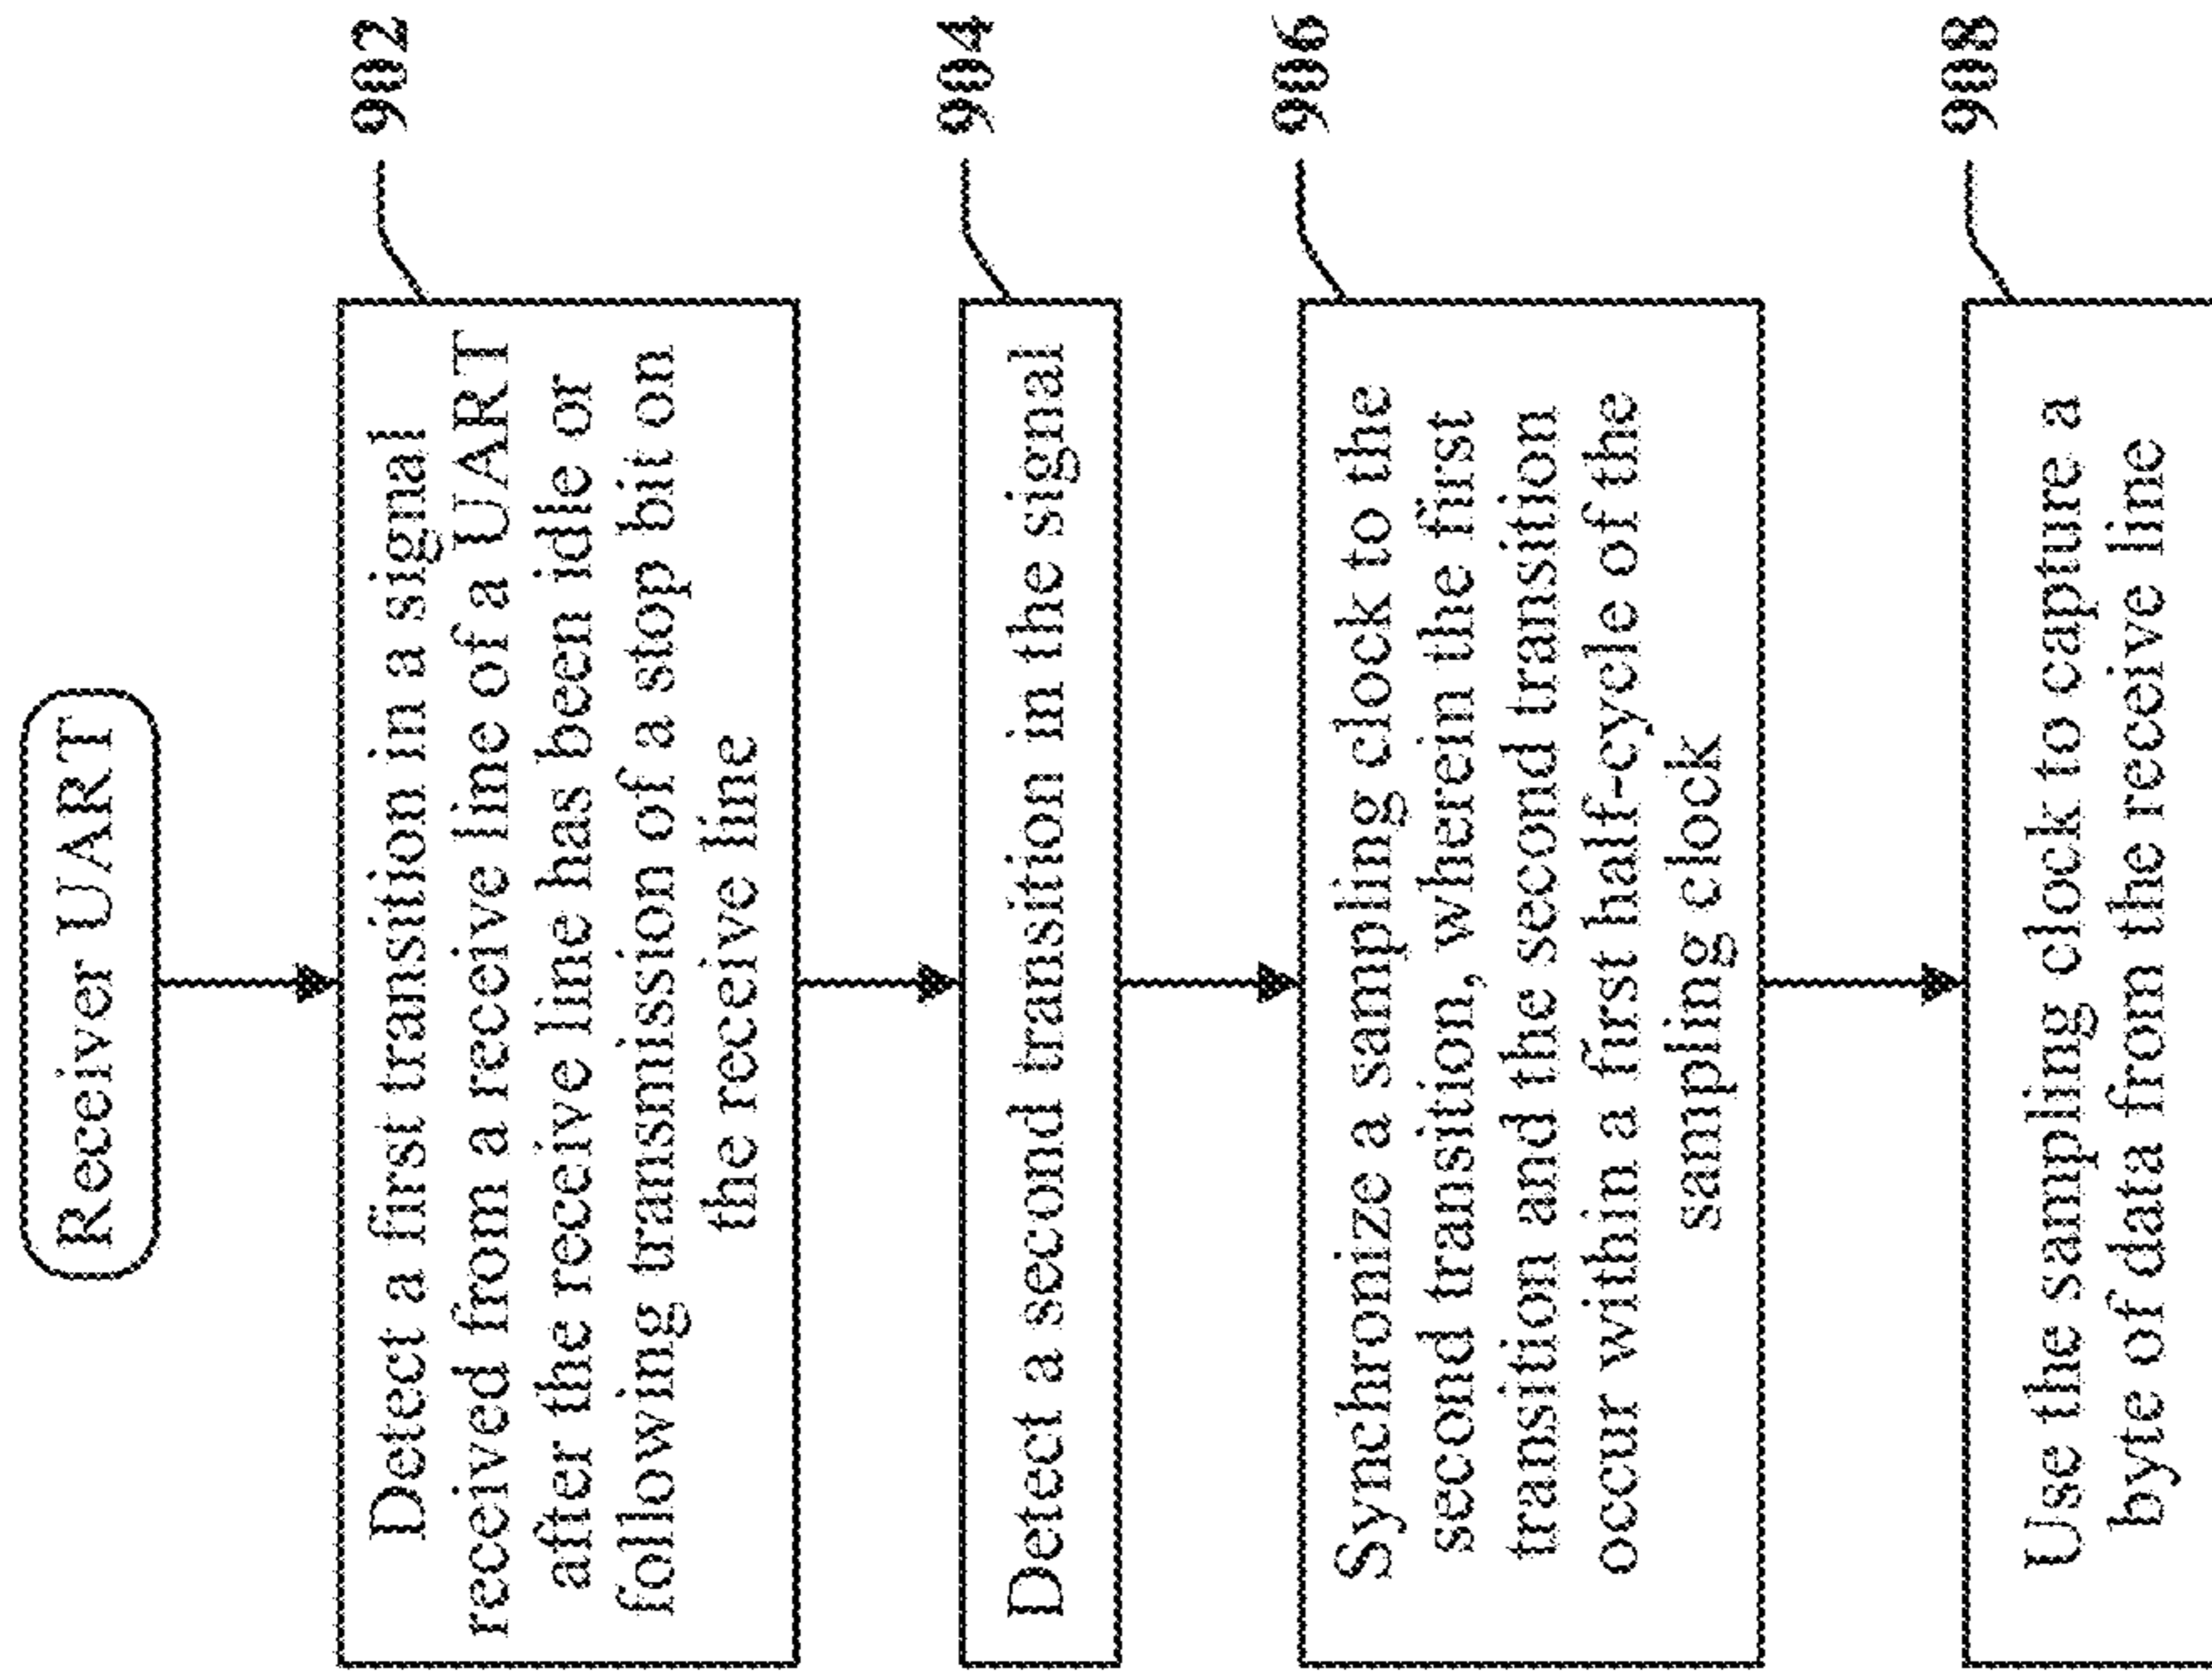 Receiver UART
902
Detect a first transition in a signal
received from a receive line of a UART
after the receive line has been idle or
following transmission of a stop bit on
the receive line
904
Detect a second transition in the signal
906
Synchronize a sampling clock to the
second transition, wherein the first
transition and the second transition
occur within a first half-cycle of the
sampling clock
908
Use the sampling clock to capture a
byte of data from the receive line